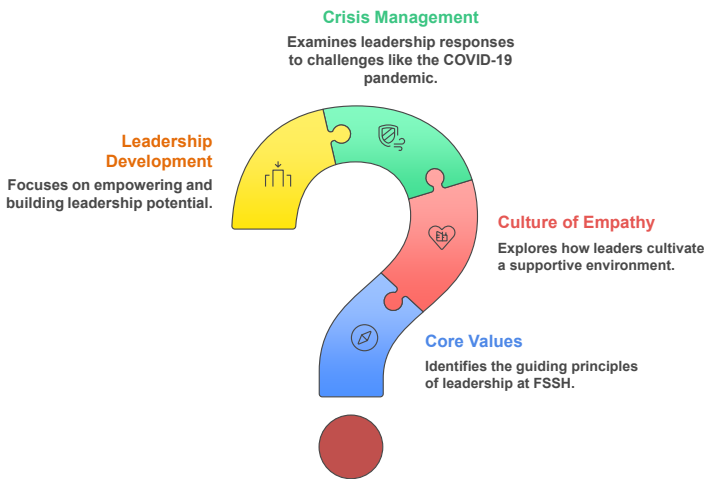 Crisis Management
Examines leadership responses
to challenges like the COVID-19
pandemic.
Leadership
Development
Focuses on empowering and
building leadership potential.
Culture of Empathy
Explores how leaders cultivate
a supportive environment.
Core Values
Identifies the guiding principles
of leadership at FSSH.